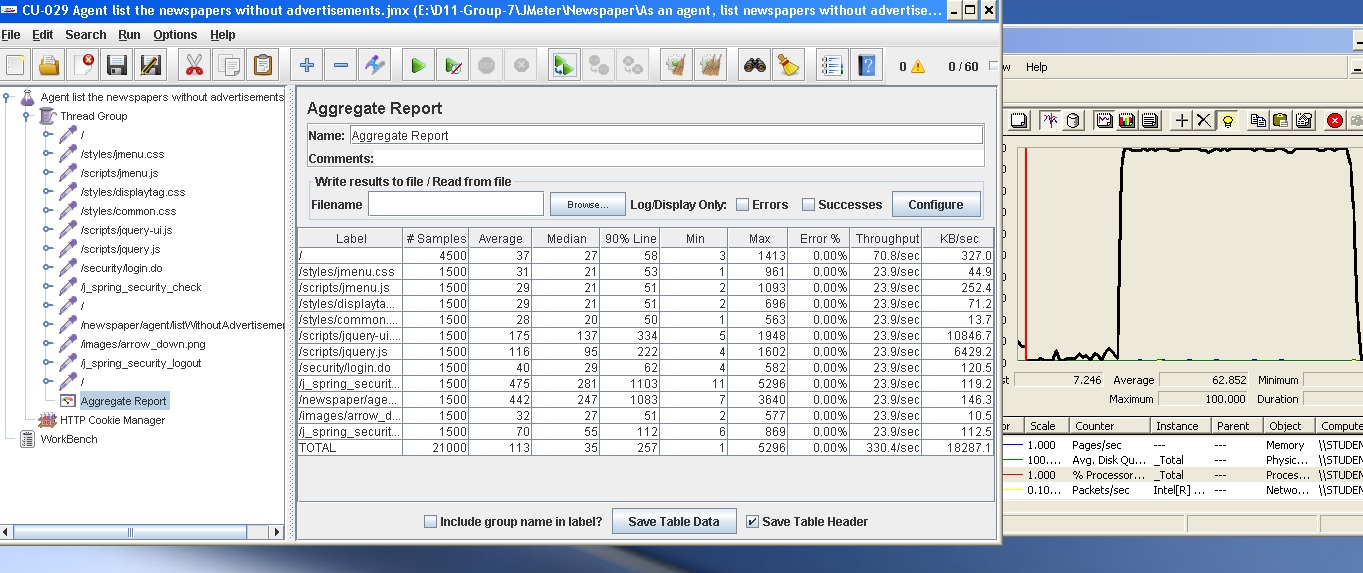 CU-029 Agent list the newspapers without advertisements.jmx (E:\D11-Group-7\JMeter\Newspaper\As an agent, list newspapers without advertise...
File Edit Search Run Options Help
0 0 / 60
Agent list the newspapers without advertisements
Thread Group
/
/styles/jmenu.css
/scripts/jmenu.js
/styles/displaytag.css
/styles/common.css
/scripts/jquery-ui.js
/scripts/jquery.js
/security/login.do
/j_spring_security_check
/
/newspaper/agent/listWithoutAdvertisemen
/images/arrow_down.png
/j_spring_security_logout
/
Aggregate Report
HTTP Cookie Manager
WorkBench
Aggregate Report
Name: Aggregate Report
Comments:
Write results to file / Read from file
Filename Browse... Log/Display Only: Errors Successes Configure
Label # Samples Average Median 90% Line Min Max Error % Throughput KB/sec
/ 4500 37 27 58 3 1413 0.00% 70.8/sec 327.0
/styles/jmenu.css 1500 31 21 53 1 961 0.00% 23.9/sec 44.9
/scripts/jmenu.js 1500 29 21 51 2 1093 0.00% 23.9/sec 252.4
/styles/displayta... 1500 29 21 51 2 696 0.00% 23.9/sec 71.2
/styles/common.... 1500 28 20 50 1 563 0.00% 23.9/sec 13.7
/scripts/jquery-ui.... 1500 175 137 334 5 1948 0.00% 23.9/sec 10846.7
/scripts/jquery.js 1500 116 95 222 4 1602 0.00% 23.9/sec 6429.2
/security/login.do 1500 40 29 62 4 582 0.00% 23.9/sec 120.5
/j_spring_securit... 1500 475 281 1103 11 5296 0.00% 23.9/sec 119.2
/newspaper/age... 1500 442 247 1083 7 3640 0.00% 23.9/sec 146.3
/images/arrow_d... 1500 32 27 51 2 577 0.00% 23.9/sec 10.5
/j_spring_securit... 1500 70 55 112 6 869 0.00% 23.9/sec 112.5
TOTAL 21000 113 35 257 1 5296 0.00% 330.4/sec 18287.1
Include group name in label? Save Table Data Save Table Header
w Help
st 7.246 Average 62.852 Minimum
Maximum 100.000 Duration
or Scale Counter Instance Parent Object Compute
1.000 Pages/sec --- --- Memory \\STUDEN
100.... Avg. Disk Qu... _Total --- Physic... \\STUDEN
1.000 % Processor... _Total --- Proces... \\STUDEN
0.10... Packets/sec Intel[R] ... --- Netwo... \\STUDEN